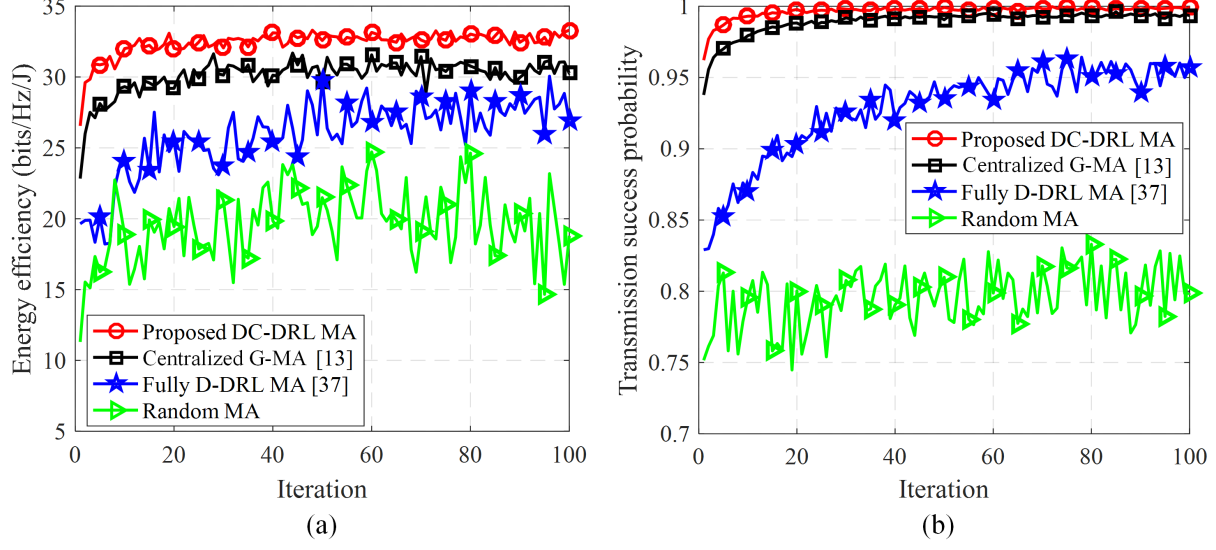 (a)
Energy efficiency (bits/Hz/J)
35
30
25
20
15
10
5
0
20
40
60
80
100
Iteration
Proposed DC-DRL MA
Centralized G-MA [13]
Fully D-DRL MA [37]
Random MA
(b)
Transmission success probability
1
0.95
0.9
0.85
0.8
0.75
0.7
0
20
40
60
80
100
Iteration
Proposed DC-DRL MA
Centralized G-MA [13]
Fully D-DRL MA [37]
Random MA